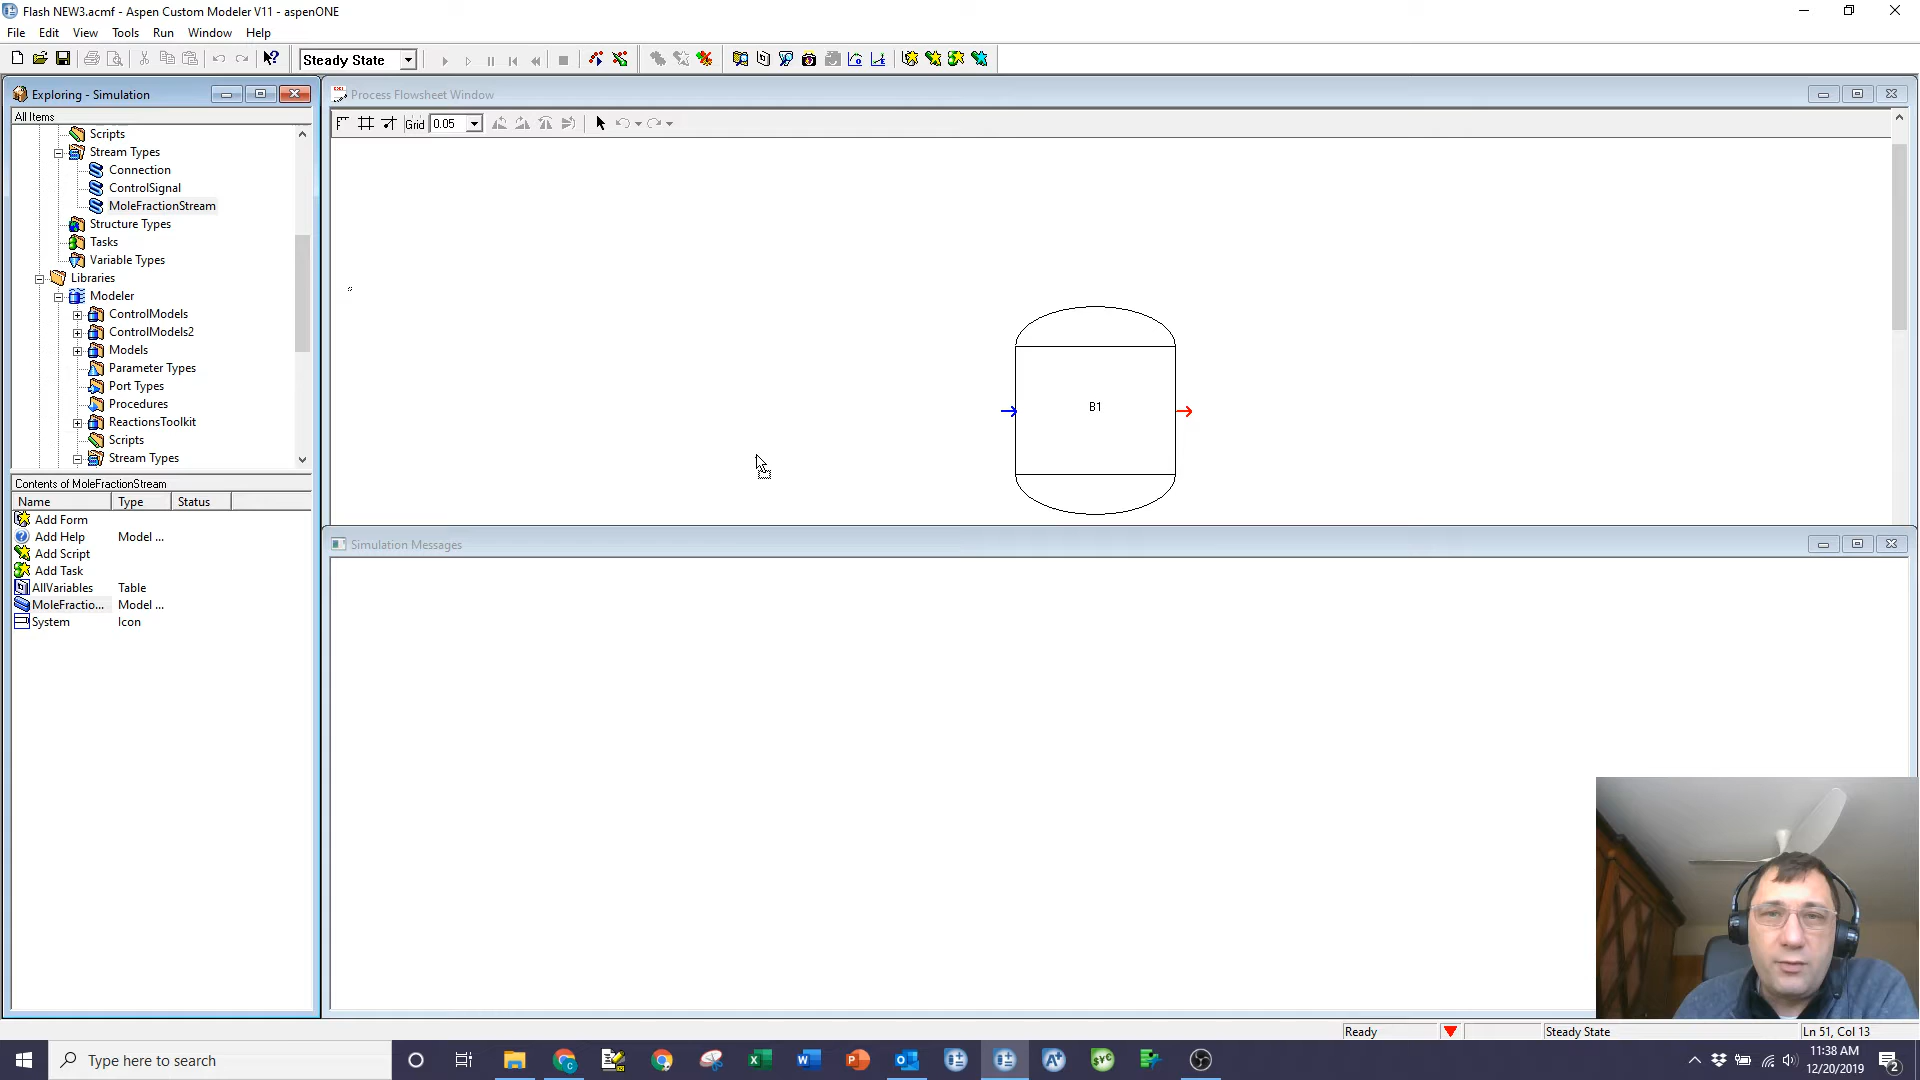 Flash NEW3.acmf - Aspen Custom Modeler V11 - aspenONE
File Edit View Tools Run Window Help
Steady State
Exploring - Simulation
All Items
Scripts
Stream Types
Connection
ControlSignal
MoleFractionStream
Structure Types
Tasks
Variable Types
Libraries
Modeler
ControlModels
ControlModels2
Models
Parameter Types
Port Types
Procedures
ReactionsToolkit
Scripts
Stream Types
Contents of MoleFractionStream
Name Type Status
Add Form
Add Help Model ...
Add Script
Add Task
AllVariables Table
MoleFractio... Model ...
System Icon
Process Flowsheet Window
Grid 0.05
B1
Simulation Messages
Ready Steady State Ln 51, Col 13
Type here to search
11:38 AM
12/20/2019
2